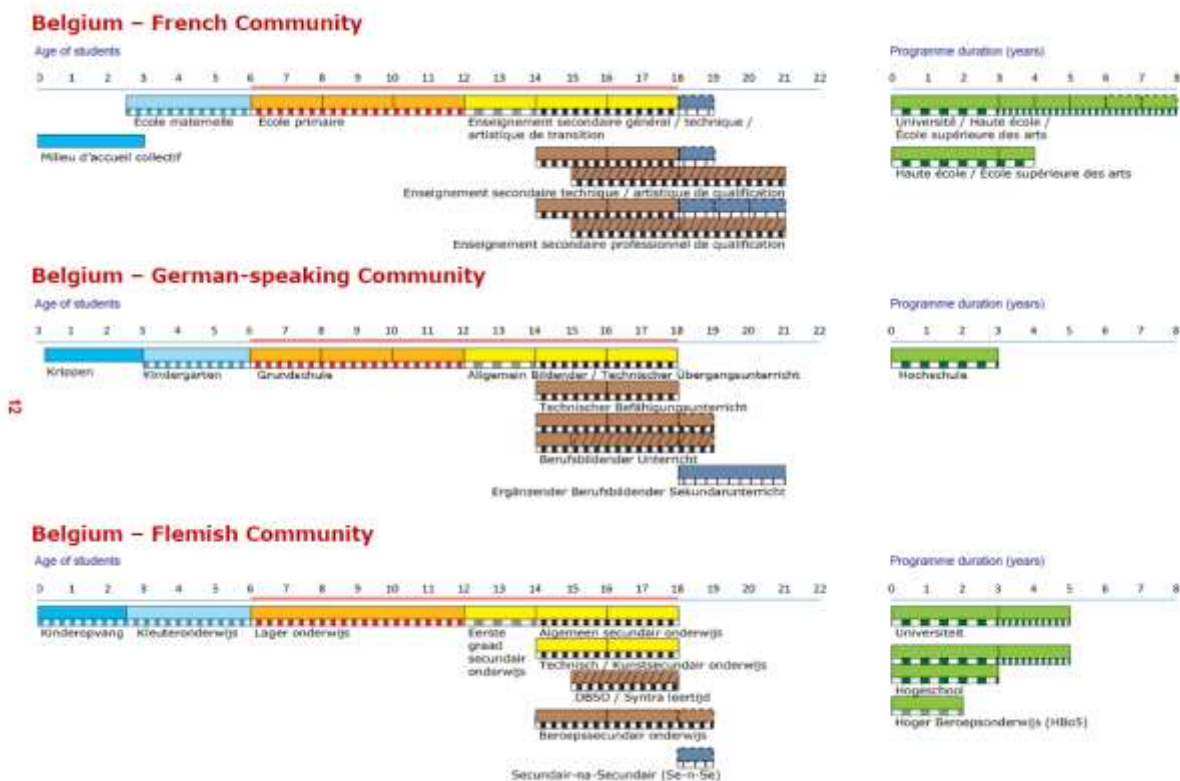 Belgium – French Community
Age of students
Programme duration (years)
0 1 2 3 4 5 6 7 8 9 10 11 12 13 14 15 16 17 18 19 20 21 22
0 1 2 3 4 5 6 7 8
École maternelle
École primaire
Enseignement secondaire général / technique /
artistique de transition
Université / Haute école /
École supérieure des arts
Milieu d'accueil collectif
Haute école / École supérieure des arts
Enseignement secondaire technique / artistique de qualification
Enseignement secondaire professionnel de qualification
Belgium – German-speaking Community
Age of students
Programme duration (years)
0 1 2 3 4 5 6 7 8 9 10 11 12 13 14 15 16 17 18 19 20 21 22
0 1 2 3 4 5 6 7 8
Krippen
Kindergarten
Grundschule
Allgemein Bildender / Technischer Übergangsunterricht
Hochschule
Technischer Befähigungsunterricht
12
Berufsbildender Unterricht
Ergänzender Berufsbildender Sekundarunterricht
Belgium – Flemish Community
Age of students
Programme duration (years)
0 1 2 3 4 5 6 7 8 9 10 11 12 13 14 15 16 17 18 19 20 21 22
0 1 2 3 4 5 6 7 8
Kinderopvang
Kleuteronderwijs
Lager onderwijs
Eerste
graad
secundair
onderwijs
Algemeen secundair onderwijs
Universiteit
Technisch / Kunstsecundair onderwijs
DBSO / Syntra leertijd
Hogeschool
Beroepssecundair onderwijs
Hoger Beroepsonderwijs (HBo5)
Secundair-na-Secundair (Se-n-Se)